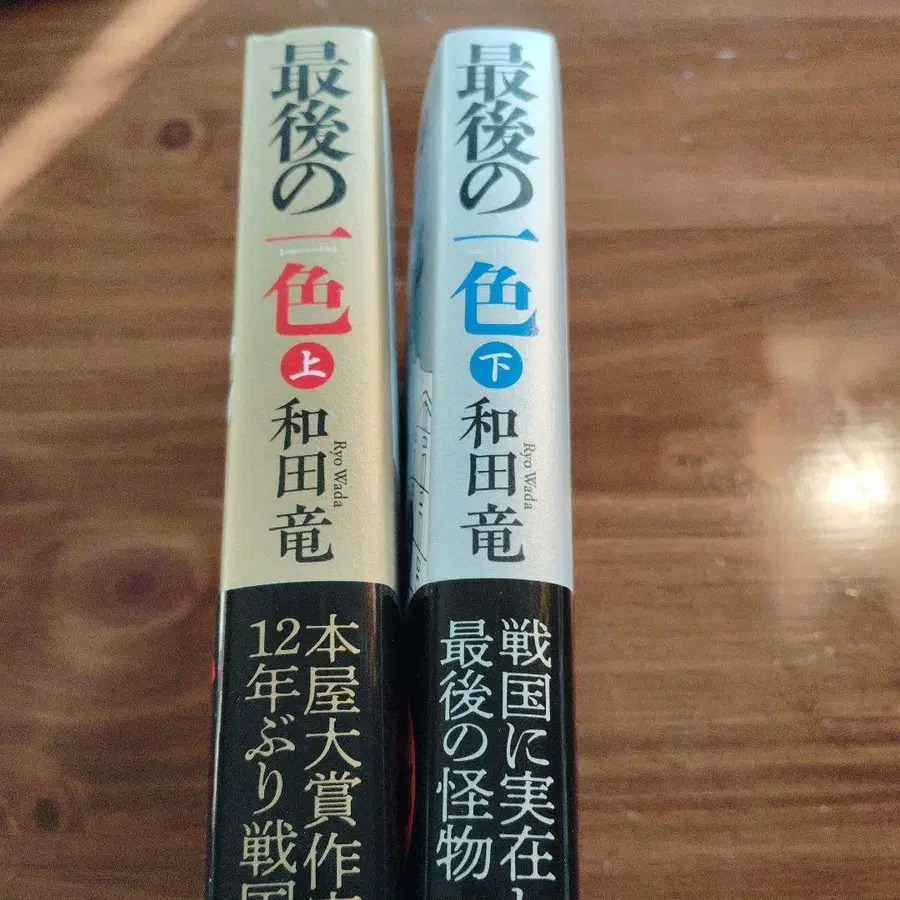 最後の一色
上
和田竜
Ryo Wada
本屋大賞作
12年ぶり戦国
最後の一色
下
和田竜
Ryo Wada
戦国に実在
最後の怪物